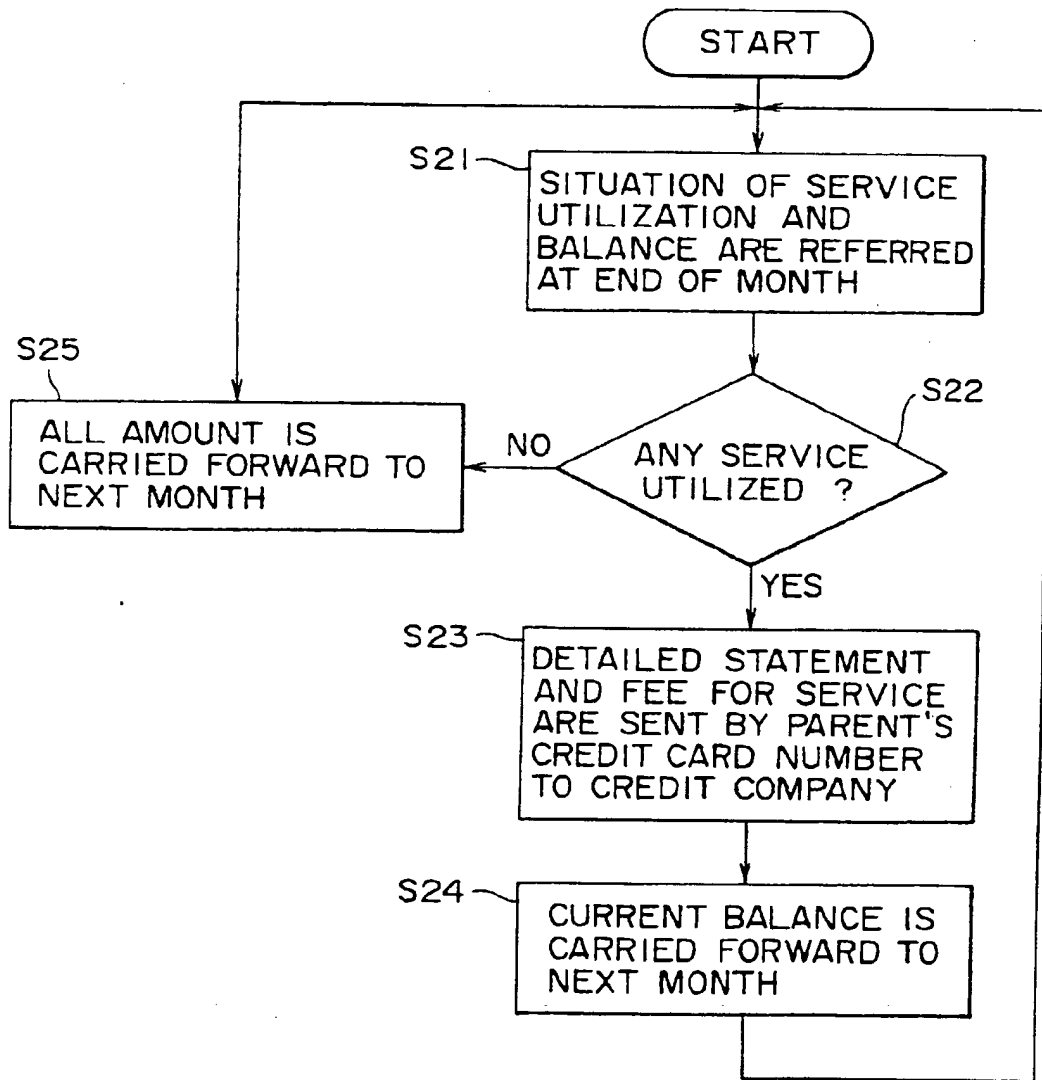 START
S21
SITUATION OF SERVICE
UTILIZATION AND
BALANCE ARE REFERRED
AT END OF MONTH
S22
ANY SERVICE
UTILIZED ?
NO
S25
ALL AMOUNT IS
CARRIED FORWARD TO
NEXT MONTH
YES
S23
DETAILED STATEMENT
AND FEE FOR SERVICE
ARE SENT BY PARENT'S
CREDIT CARD NUMBER
TO CREDIT COMPANY
S24
CURRENT BALANCE IS
CARRIED FORWARD TO
NEXT MONTH